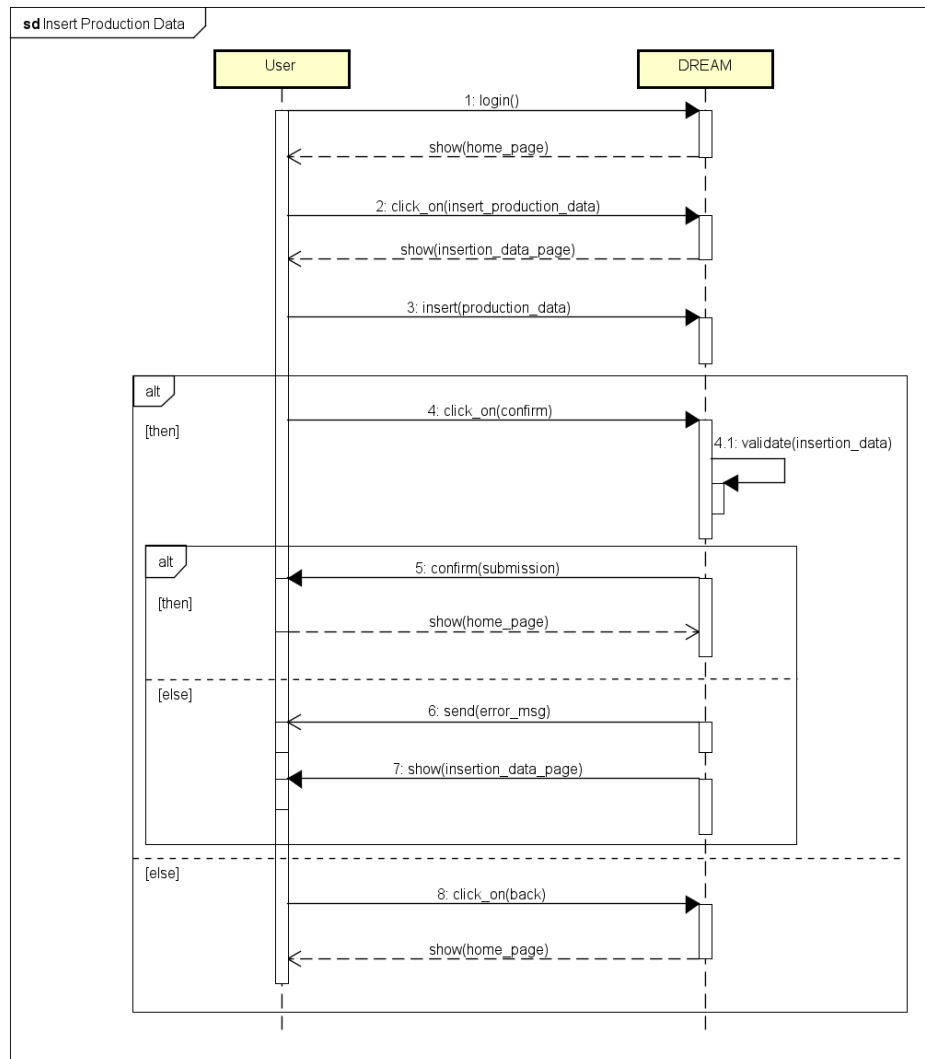 sd Insert Production Data
User
DREAM
1: login()
show(home_page)
2: click_on(insert_production_data)
show(insertion_data_page)
3: insert(production_data)
alt
[then]
4: click_on(confirm)
4.1: validate(insertion_data)
alt
[then]
5: confirm(submission)
show(home_page)
[else]
6: send(error_msg)
7: show(insertion_data_page)
[else]
8: click_on(back)
show(home_page)